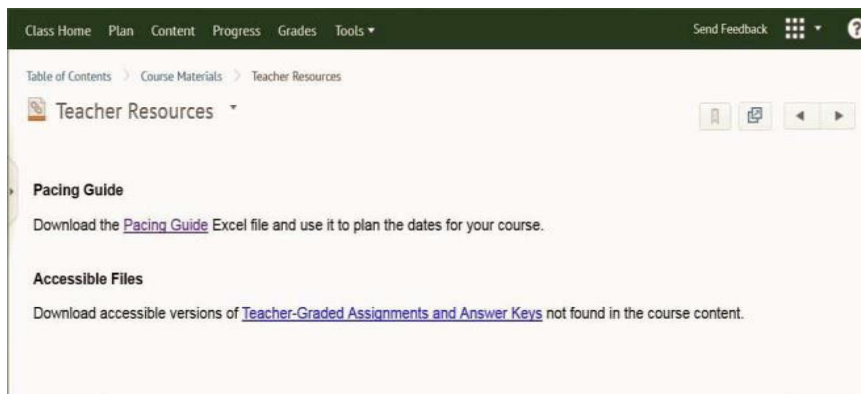 Class Home Plan Content Progress Grades Tools Send Feedback ?
Table of Contents Course Materials Teacher Resources
Teacher Resources
Pacing Guide
Download the Pacing Guide Excel file and use it to plan the dates for your course.
Accessible Files
Download accessible versions of Teacher-Graded Assignments and Answer Keys not found in the course content.